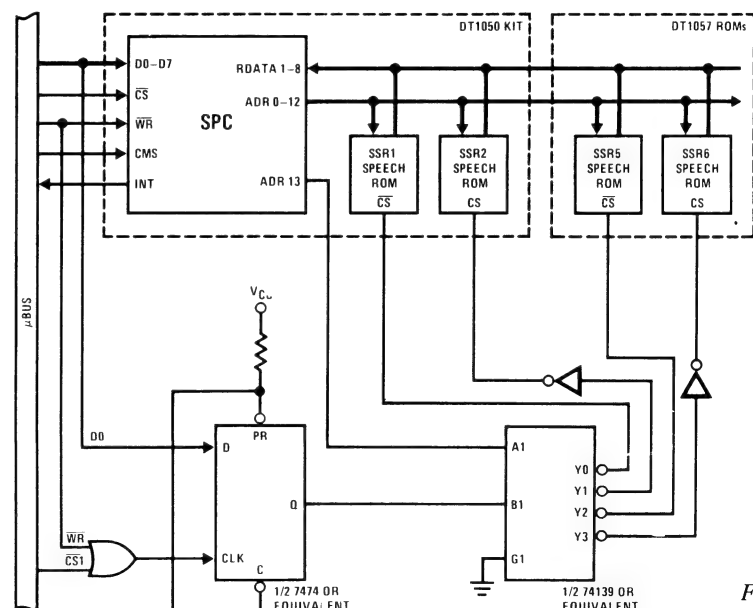 DT1050 KIT
DT1057 ROMs
D0–D7
CS
WR
CMS
INT
SPC
RDATA 1–8
ADR 0–12
ADR 13
SSR1
SPEECH
ROM
CS
SSR2
SPEECH
ROM
CS
SSR5
SPEECH
ROM
CS
SSR6
SPEECH
ROM
CS
μBUS
D0
PR
D
Q
CLK
C
WR
CS1
A1
B1
G1
Y0
Y1
Y2
Y3
1/2 7474 OR
EQUIVALENT
1/2 74139 OR
EQUIVALENT
F